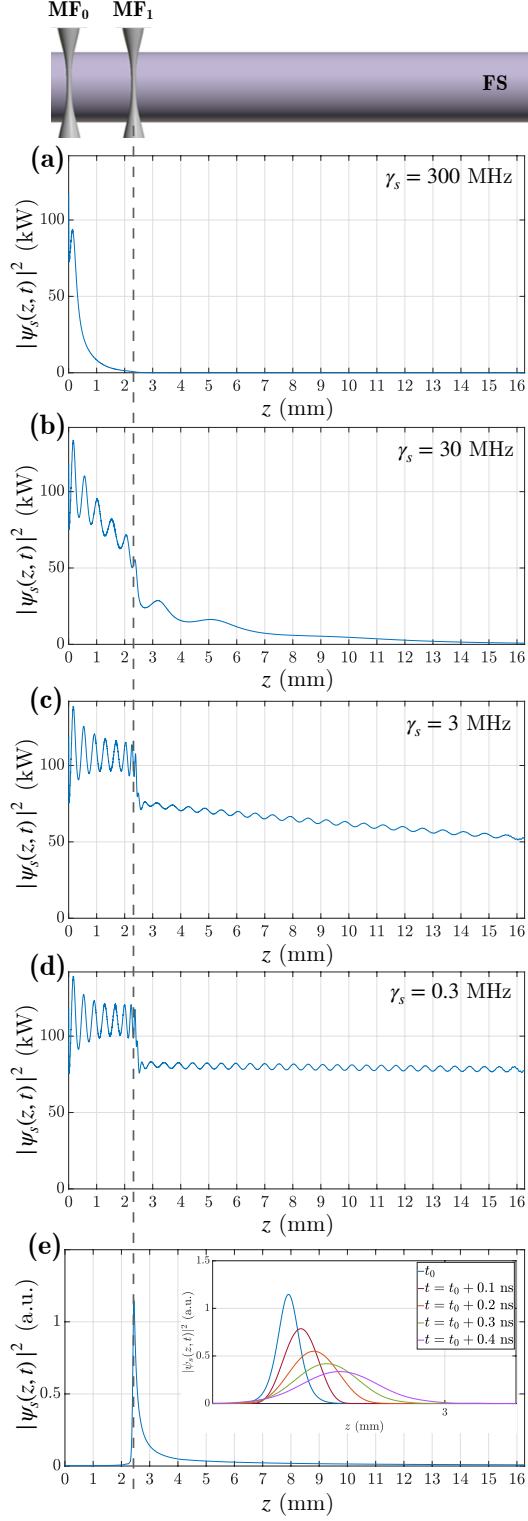 MF₀ MF₁
FS
(a)
γₛ = 300 MHz
100
50
0
|ψₛ(z, t)|² (kW)
0 1 2 3 4 5 6 7 8 9 10 11 12 13 14 15 16
z (mm)
(b)
γₛ = 30 MHz
100
50
0
|ψₛ(z, t)|² (kW)
0 1 2 3 4 5 6 7 8 9 10 11 12 13 14 15 16
z (mm)
(c)
γₛ = 3 MHz
100
50
0
|ψₛ(z, t)|² (kW)
0 1 2 3 4 5 6 7 8 9 10 11 12 13 14 15 16
z (mm)
(d)
γₛ = 0.3 MHz
100
50
0
|ψₛ(z, t)|² (kW)
0 1 2 3 4 5 6 7 8 9 10 11 12 13 14 15 16
z (mm)
(e)
1
0.5
0
|ψₛ(z, t)|² (a.u.)
1.5
1
0.5
0
|ψₛ(z, t)|² (a.u.)
t₀
t = t₀ + 0.1 ns
t = t₀ + 0.2 ns
t = t₀ + 0.3 ns
t = t₀ + 0.4 ns
3
z (mm)
0 1 2 3 4 5 6 7 8 9 10 11 12 13 14 15 16
z (mm)